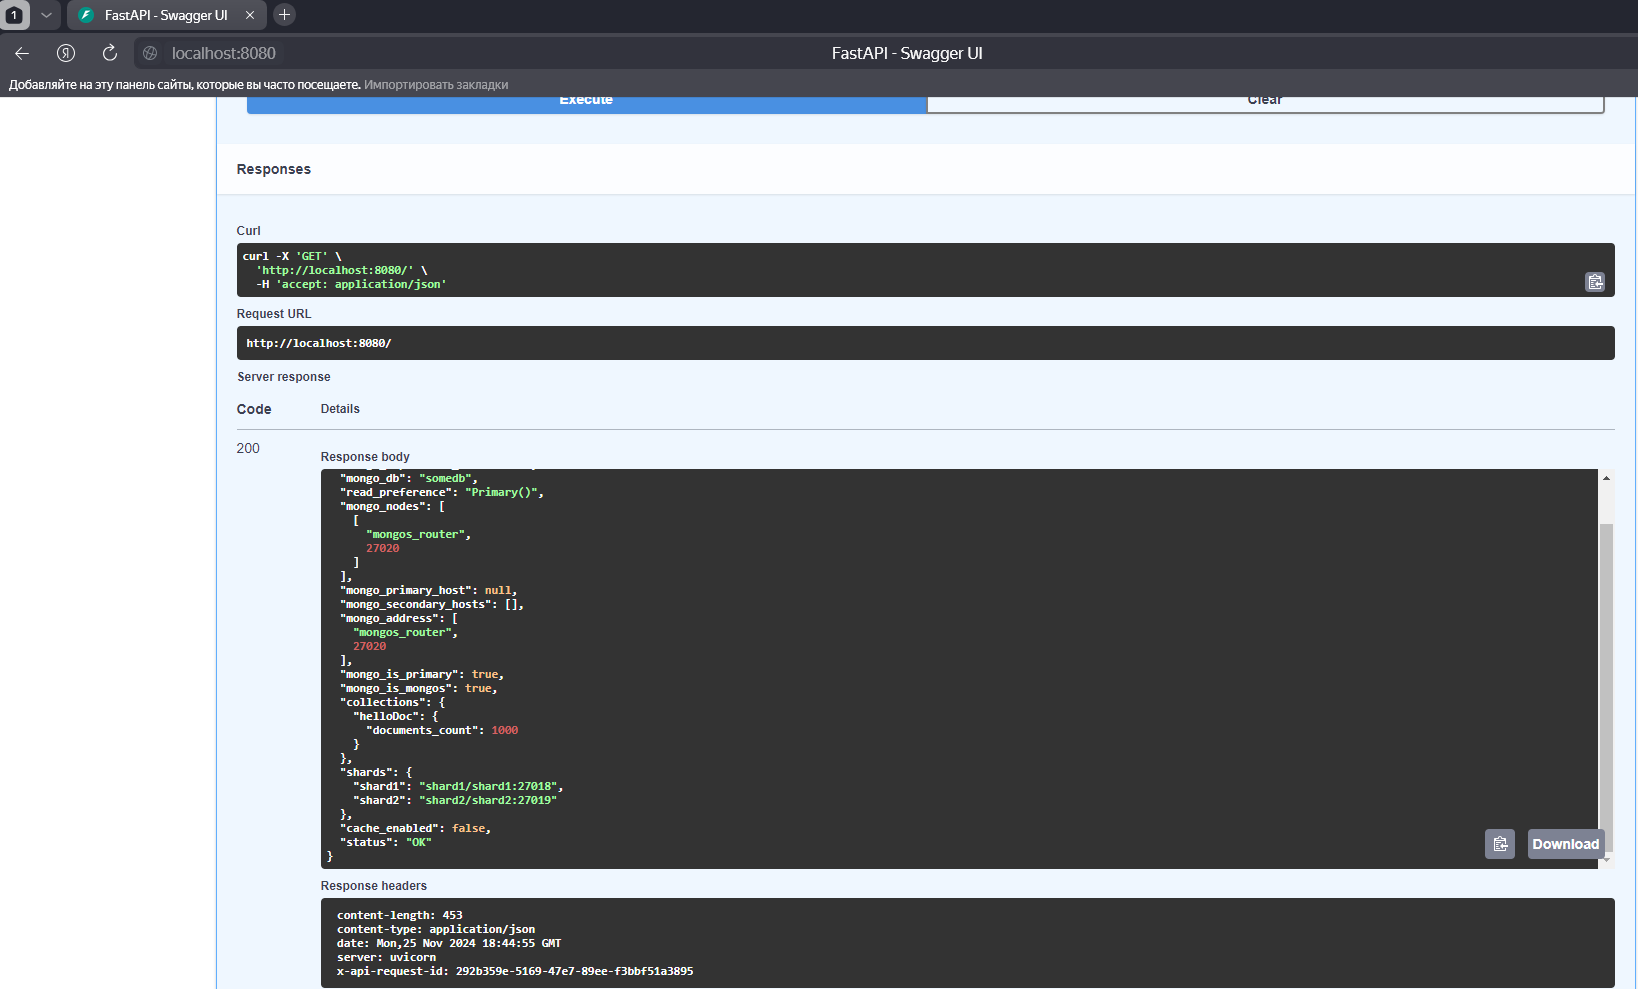 1
FastAPI - Swagger UI
Я
localhost:8080
FastAPI - Swagger UI
Добавляйте на эту панель сайты, которые вы часто посещаете. Импортировать закладки
Execute
Clear
Responses
Curl
curl -X 'GET' \
'http://localhost:8080/' \
-H 'accept: application/json'
Request URL
http://localhost:8080/
Server response
Code
Details
200
Response body
"mongo_db": "somedb",
"read_preference": "Primary()",
"mongo_nodes": [
[
"mongos_router",
27020
]
],
"mongo_primary_host": null,
"mongo_secondary_hosts": [],
"mongo_address": [
"mongos_router",
27020
],
"mongo_is_primary": true,
"mongo_is_mongos": true,
"collections": {
"helloDoc": {
"documents_count": 1000
}
},
"shards": {
"shard1": "shard1/shard1:27018",
"shard2": "shard2/shard2:27019"
},
"cache_enabled": false,
"status": "OK"
}
Download
Response headers
content-length: 453
content-type: application/json
date: Mon,25 Nov 2024 18:44:55 GMT
server: uvicorn
x-api-request-id: 292b359e-5169-47e7-89ee-f3bbf51a3895